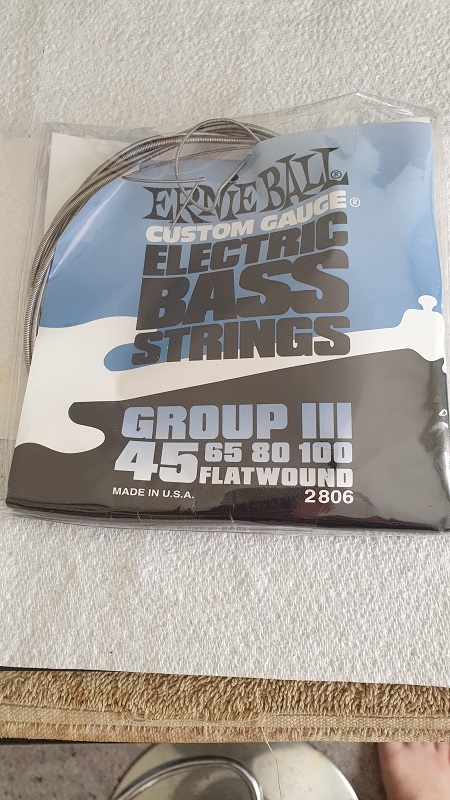 ERNIE BALL®
CUSTOM GAUGE®
ELECTRIC
BASS
STRINGS
GROUP III
45 65 80 100
FLATWOUND
MADE IN U.S.A. 2806